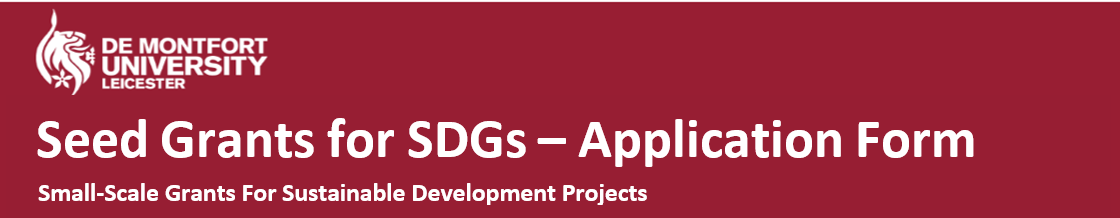 DE MONTFORT
UNIVERSITY
LEICESTER
Seed Grants for SDGs – Application Form
Small-Scale Grants For Sustainable Development Projects